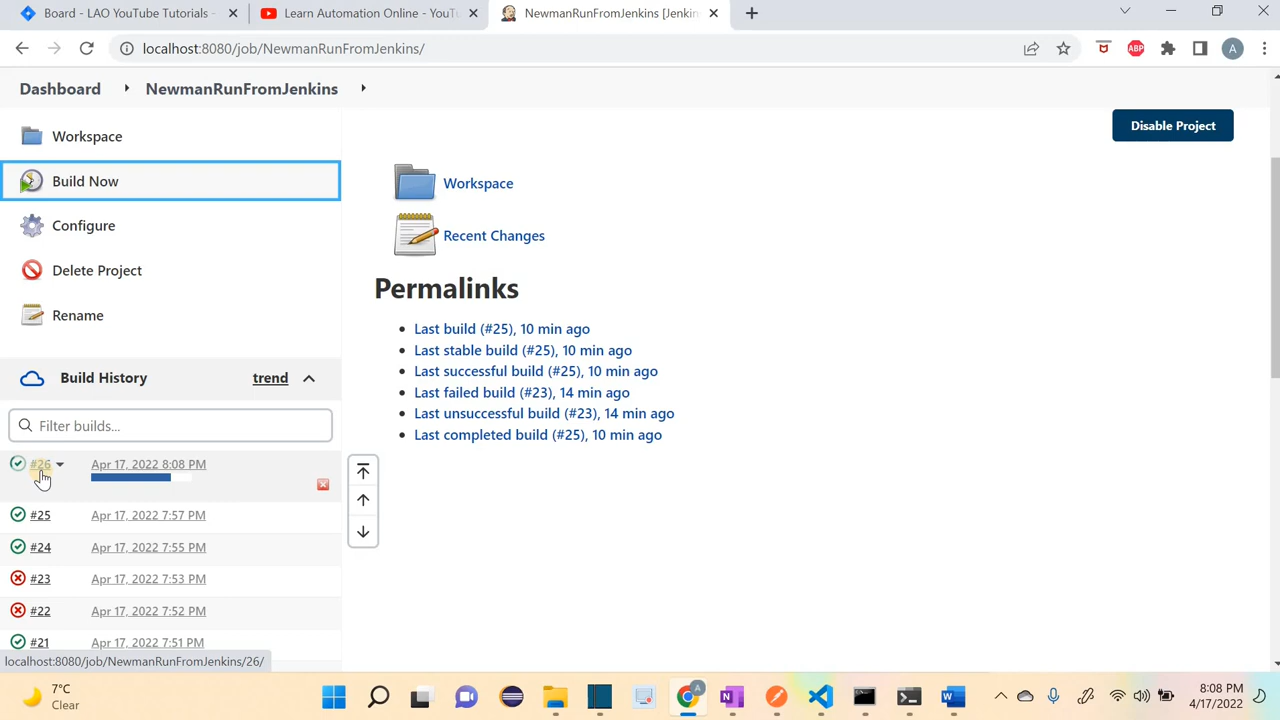 Board - LAO YouTube Tutorials -
Learn Automation Online - YouTu
NewmanRunFromJenkins [Jenkin
localhost:8080/job/NewmanRunFromJenkins/
ABP
A
Dashboard
NewmanRunFromJenkins
Workspace
Build Now
Configure
Delete Project
Rename
Build History
trend
Filter builds...
#26
Apr 17, 2022 8:08 PM
#25
Apr 17, 2022 7:57 PM
#24
Apr 17, 2022 7:55 PM
#23
Apr 17, 2022 7:53 PM
#22
Apr 17, 2022 7:52 PM
#21
Apr 17, 2022 7:51 PM
localhost:8080/job/NewmanRunFromJenkins/26/
Disable Project
Workspace
Recent Changes
Permalinks
Last build (#25), 10 min ago
Last stable build (#25), 10 min ago
Last successful build (#25), 10 min ago
Last failed build (#23), 14 min ago
Last unsuccessful build (#23), 14 min ago
Last completed build (#25), 10 min ago
7°C
Clear
A
N
W
8:08 PM
4/17/2022